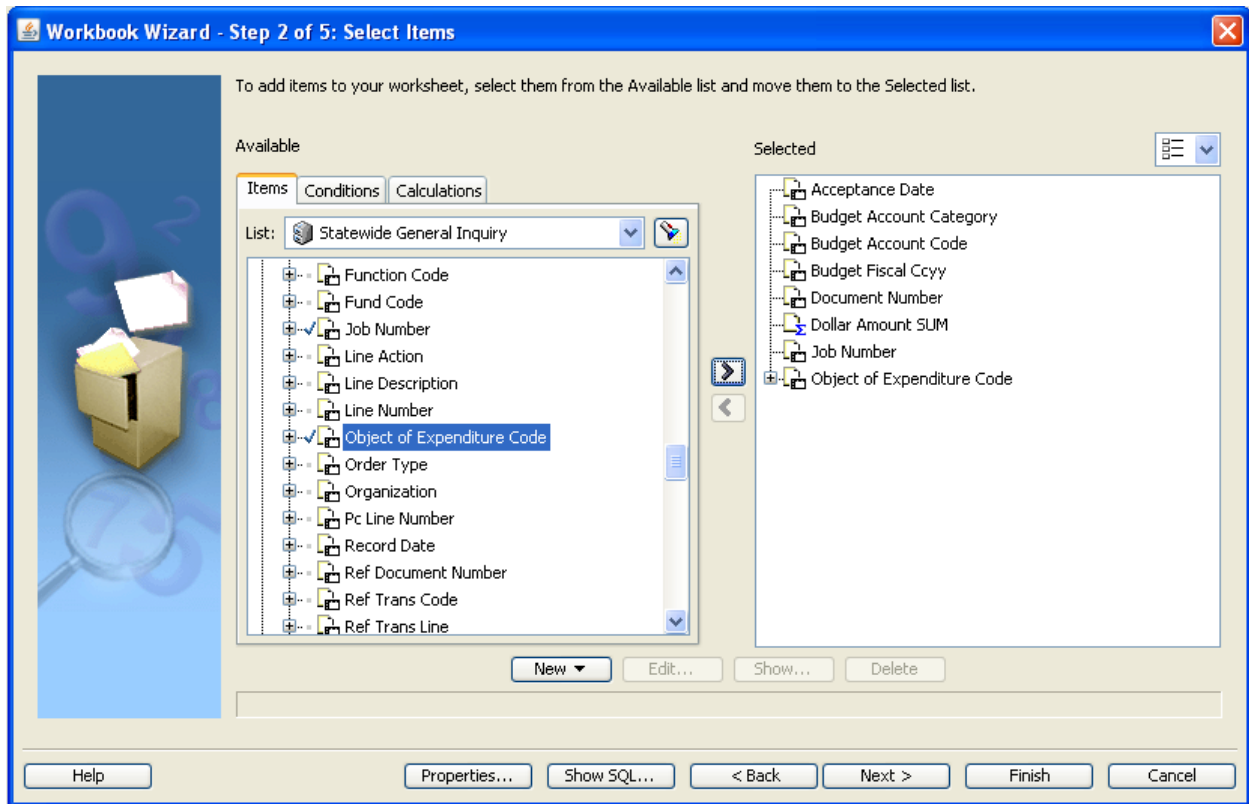 Workbook Wizard - Step 2 of 5: Select Items
To add items to your worksheet, select them from the Available list and move them to the Selected list.
Available
Items Conditions Calculations
List: Statewide General Inquiry
Function Code
Fund Code
Job Number
Line Action
Line Description
Line Number
Object of Expenditure Code
Order Type
Organization
Pc Line Number
Record Date
Ref Document Number
Ref Trans Code
Ref Trans Line
Selected
Acceptance Date
Budget Account Category
Budget Account Code
Budget Fiscal Ccyy
Document Number
Dollar Amount SUM
Job Number
Object of Expenditure Code
New Edit... Show... Delete
Help Properties... Show SQL... < Back Next > Finish Cancel